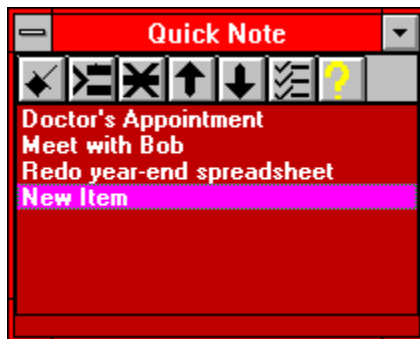 Quick Note
?
Doctor's Appointment
Meet with Bob
Redo year-end spreadsheet
New Item